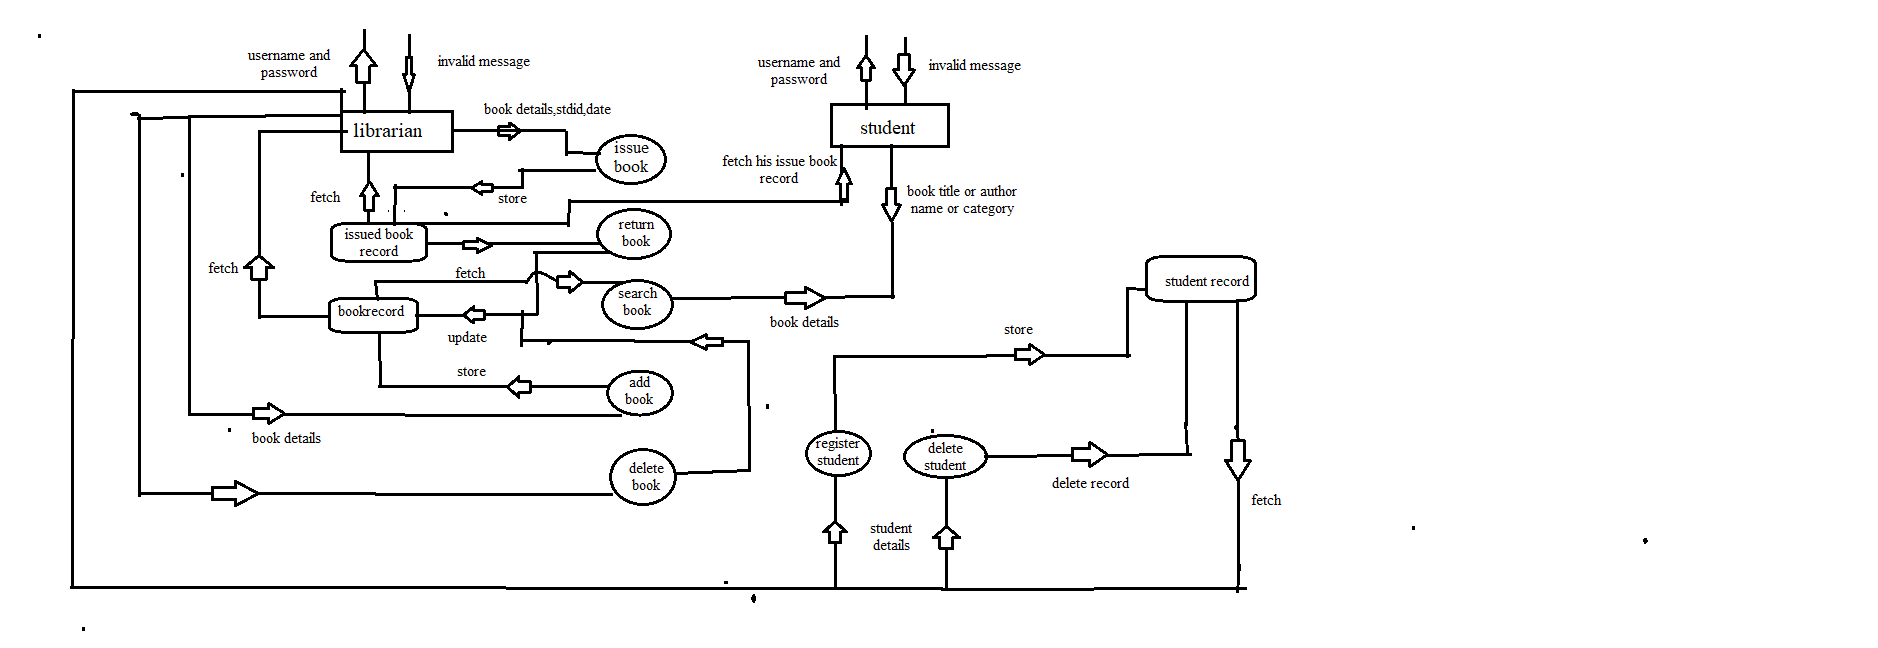 username and
password
invalid message
username and
password
invalid message
book details,stdid,date
librarian
student
issue
book
fetch his issue book
record
fetch
store
book title or author
name or category
issued book
record
return
book
fetch
fetch
student record
search
book
bookrecord
book details
update
store
store
add
book
book details
register
student
delete
student
delete
book
delete record
fetch
student
details